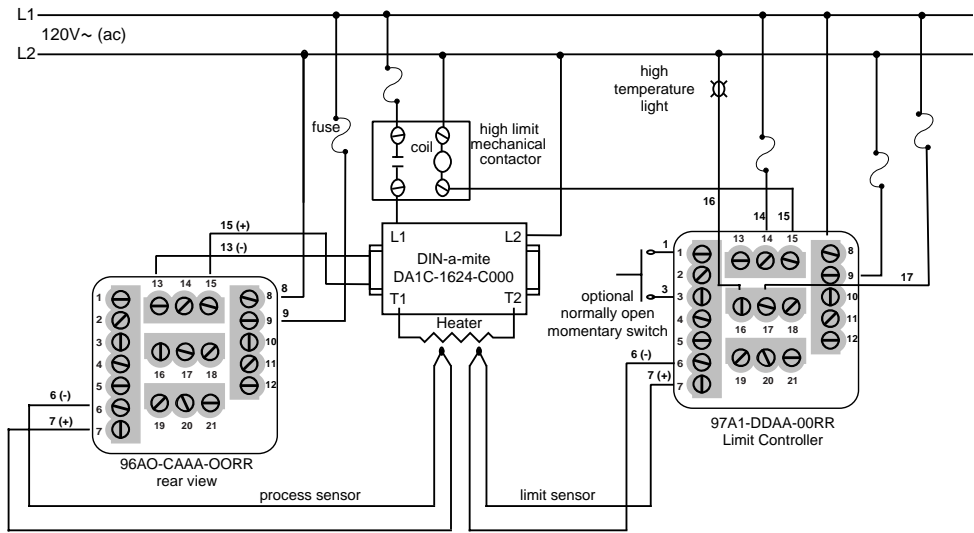 L1
120V~ (ac)
L2
high
temperature
light
fuse
coil
high limit
mechanical
contactor
16
14
15
17
15 (+)
13 (-)
L1
L2
DIN-a-mite
DA1C-1624-C000
T1
T2
Heater
1
3
optional
normally open
momentary switch
8
9
6 (-)
7 (+)
13
14
15
1
2
3
4
5
6
7
8
9
10
11
12
16
17
18
19
20
21
96AO-CAAA-OORR
rear view
13
14
15
1
2
3
4
5
6
7
8
9
10
11
12
16
17
18
19
20
21
6 (-)
7 (+)
97A1-DDAA-00RR
Limit Controller
process sensor
limit sensor